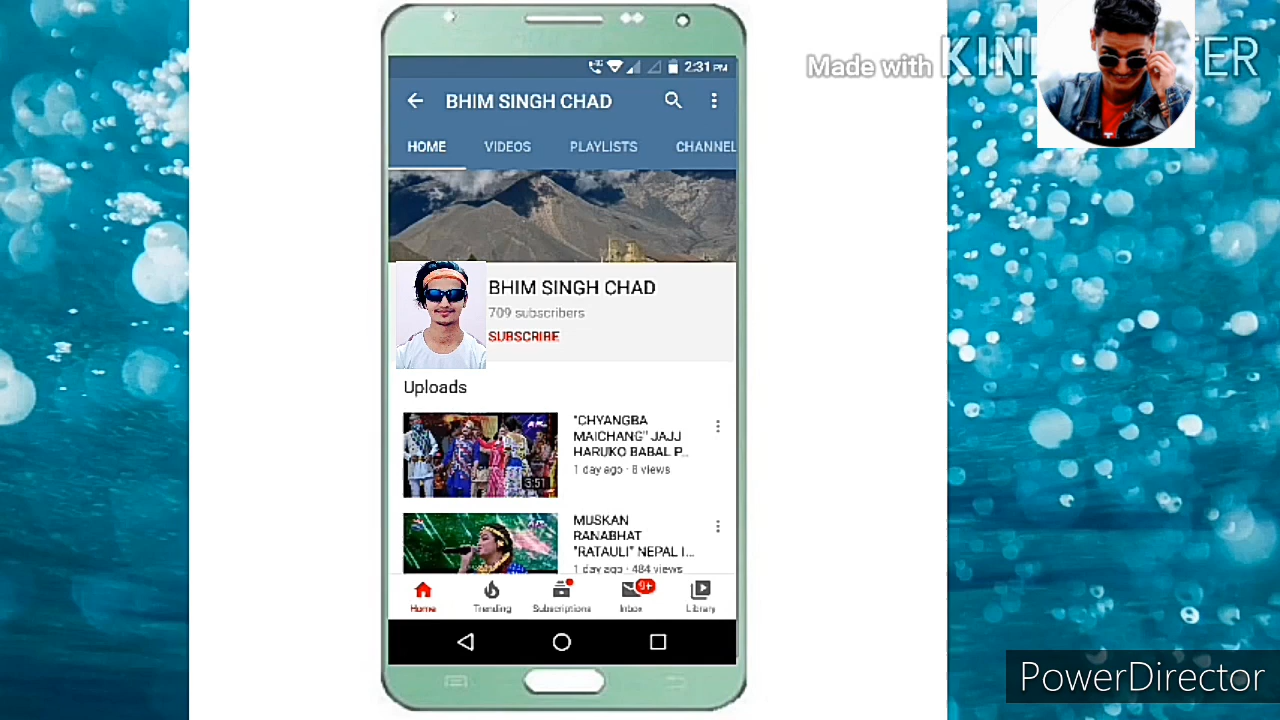 Made with KIN ER
2:31 PM
BHIM SINGH CHAD
HOME VIDEOS PLAYLISTS CHANNEL
BHIM SINGH CHAD
709 subscribers
SUBSCRIBE
Uploads
"CHYANGBA
MAICHANG" JAJJ
HARUKO BABAL P...
1 day ago · 8 views
3:51
MUSKAN
RANABHAT
"RATAULI" NEPAL I...
1 day ago · 484 views
9+
Home Trending Subscriptions Inbox Library
PowerDirector